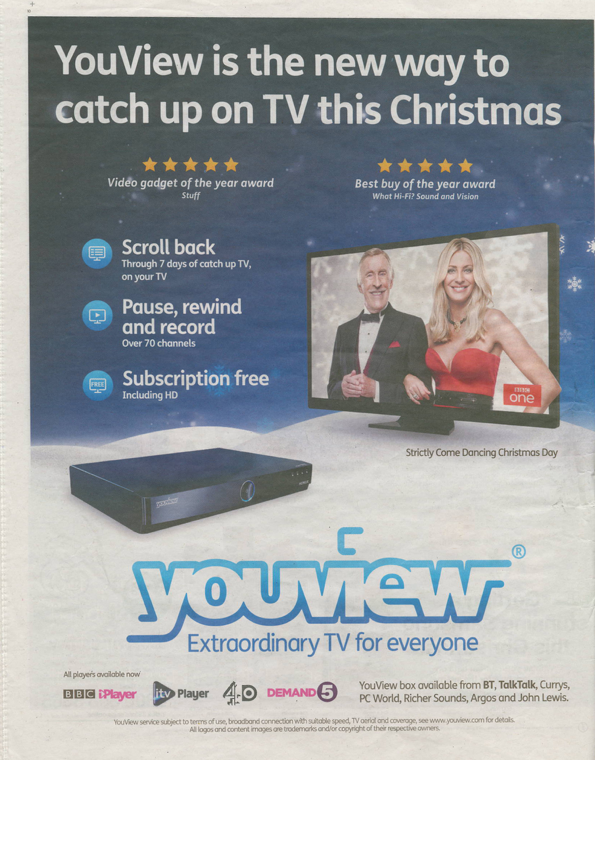 YouView is the new way to
catch up on TV this Christmas
Video gadget of the year award
Stuff
Best buy of the year award
What Hi-Fi? Sound and Vision
Scroll back
Through 7 days of catch up TV,
on your TV
Pause, rewind
and record
Over 70 channels
FREE
Subscription free
Including HD
BBC
one
Strictly Come Dancing Christmas Day
youview
youview®
Extraordinary TV for everyone
All players available now
BBC iPlayer
itv Player
4oD
DEMAND 5
YouView box available from BT, TalkTalk, Currys,
PC World, Richer Sounds, Argos and John Lewis.
YouView service subject to terms of use, broadband connection with suitable speed, TV aerial and coverage, see www.youview.com for details.
All logos and content images are trademarks and/or copyright of their respective owners.